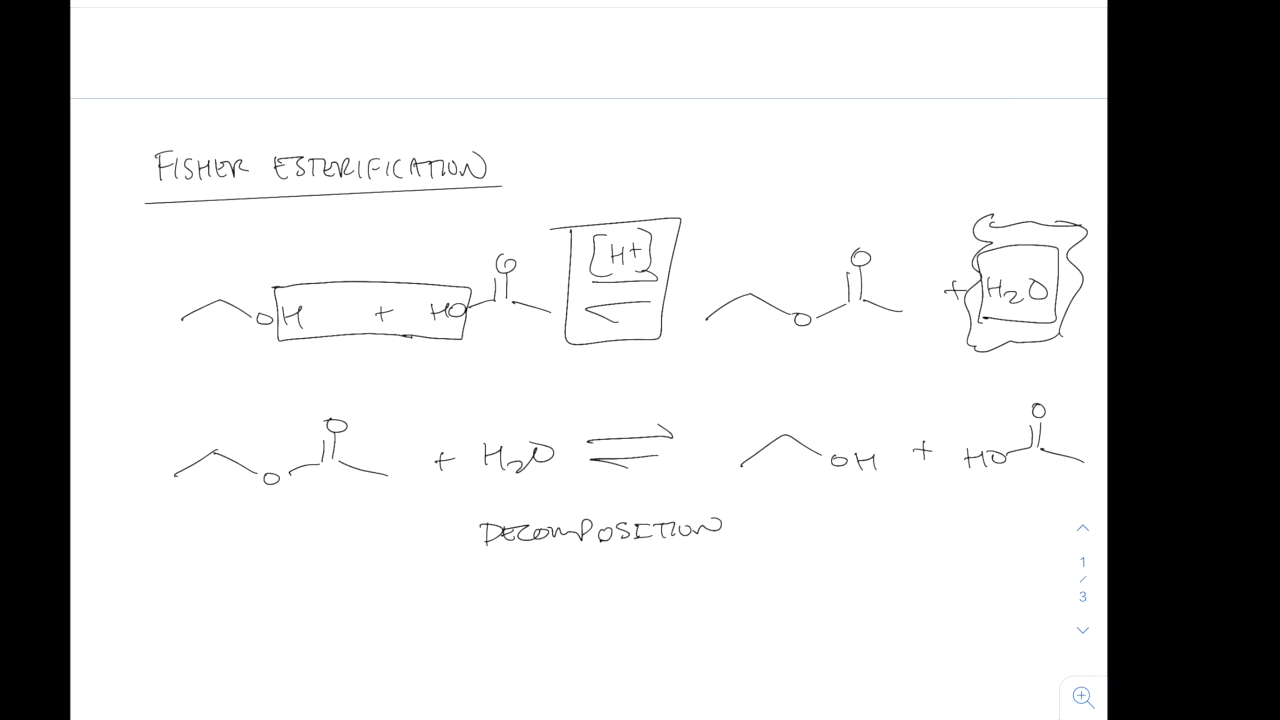 FISHER ESTERIFICATION
O
O
[H+]
OH + HO
O
+ H2O
O
O
O
+ H2O
OH + HO
O
DECOMPOSITION
1
/
3